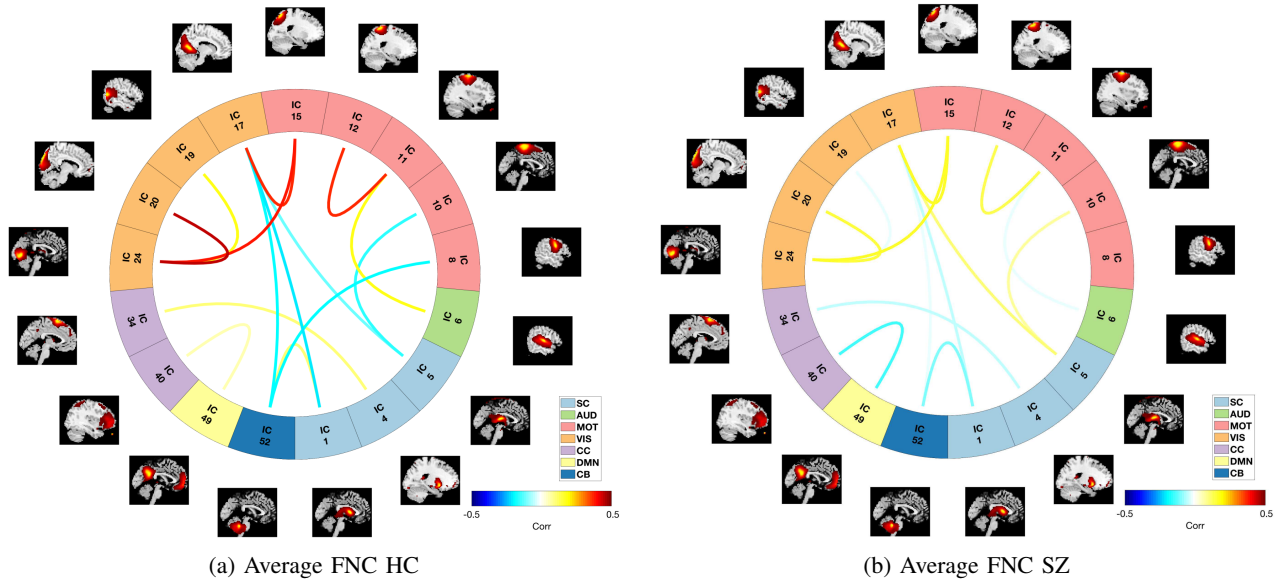 IC
15
IC
12
IC
11
IC
10
IC
8
IC
6
IC
5
IC
4
IC
1
IC
52
IC
49
IC
40
IC
34
IC
24
IC
20
IC
19
IC
17
SC
AUD
MOT
VIS
CC
DMN
CB
-0.5
0.5
Corr
(a) Average FNC HC
IC
15
IC
12
IC
11
IC
10
IC
8
IC
6
IC
5
IC
4
IC
1
IC
52
IC
49
IC
40
IC
34
IC
24
IC
20
IC
19
IC
17
SC
AUD
MOT
VIS
CC
DMN
CB
-0.5
0.5
Corr
(b) Average FNC SZ